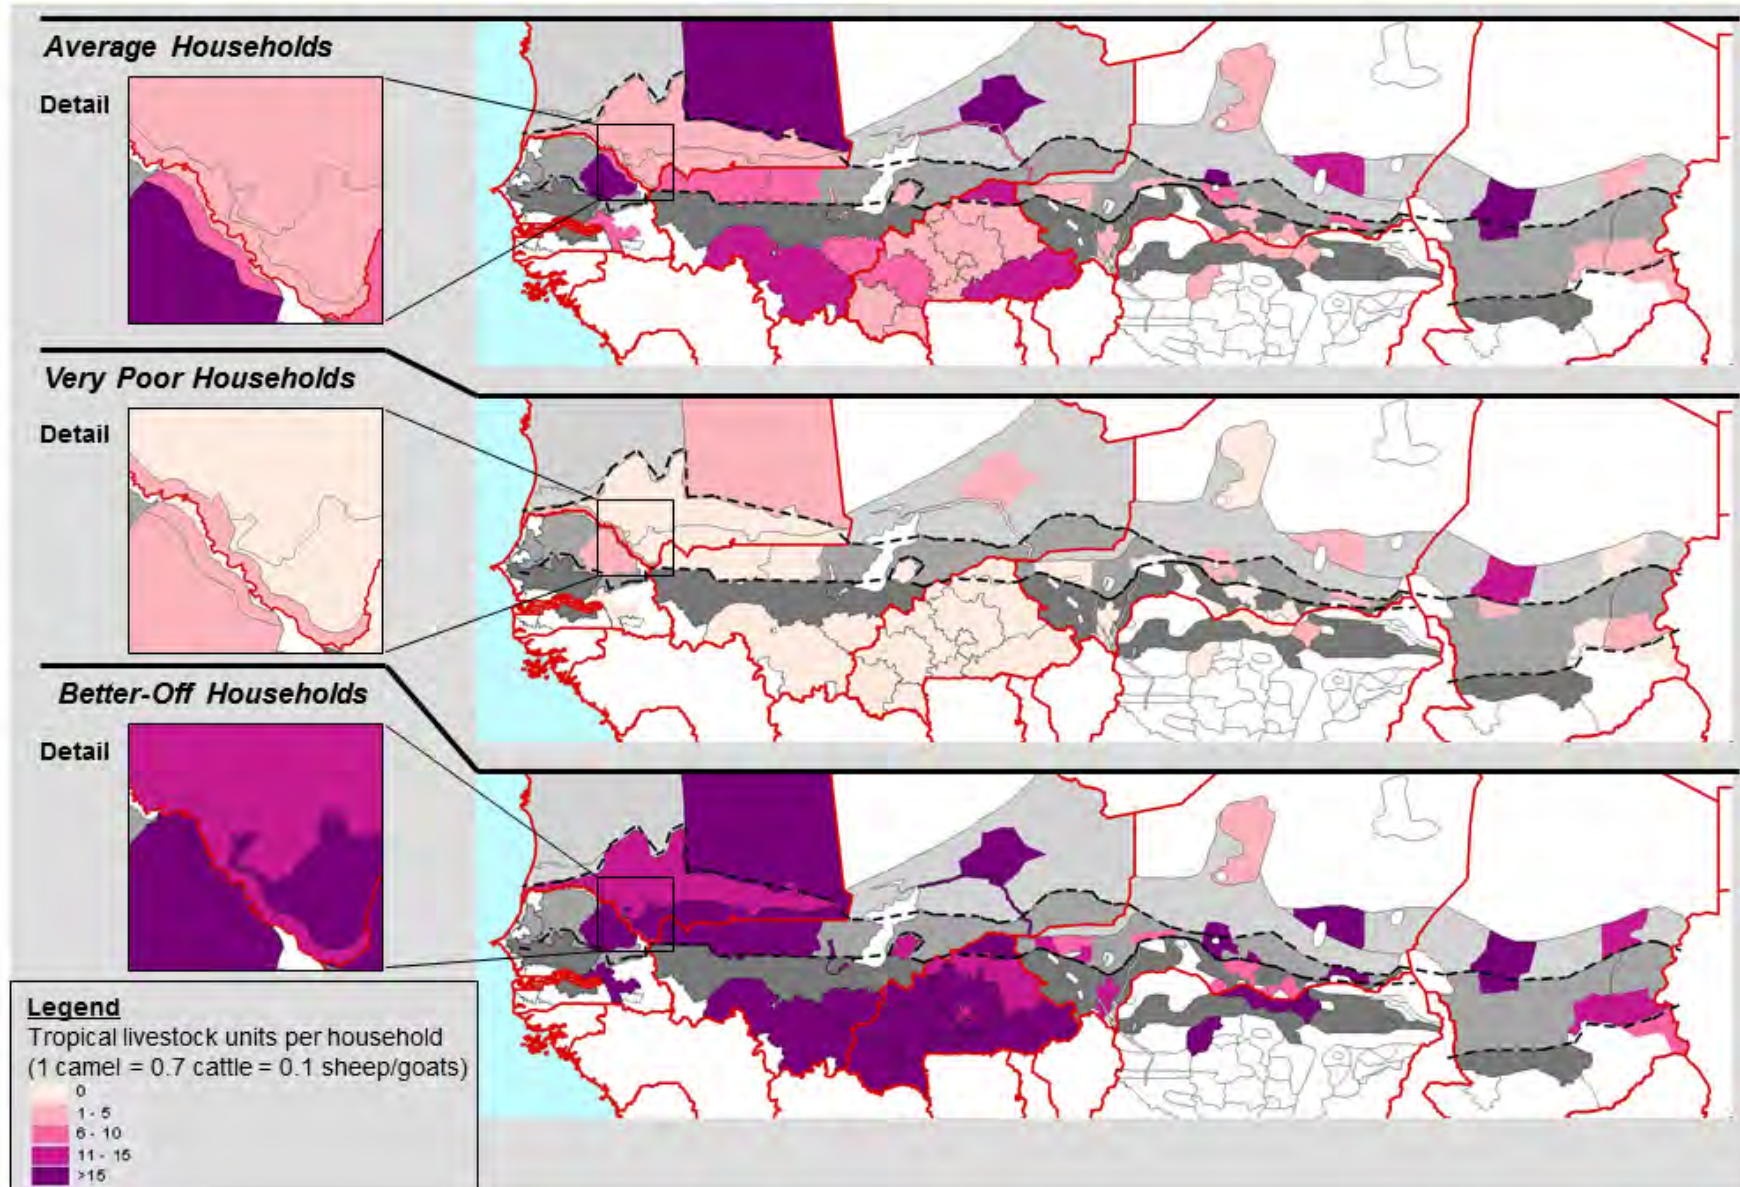 Average Households
Detail
Very Poor Households
Detail
Better-Off Households
Detail
Legend
Tropical livestock units per household
(1 camel = 0.7 cattle = 0.1 sheep/goats)
0
1 - 5
6 - 10
11 - 15
>15